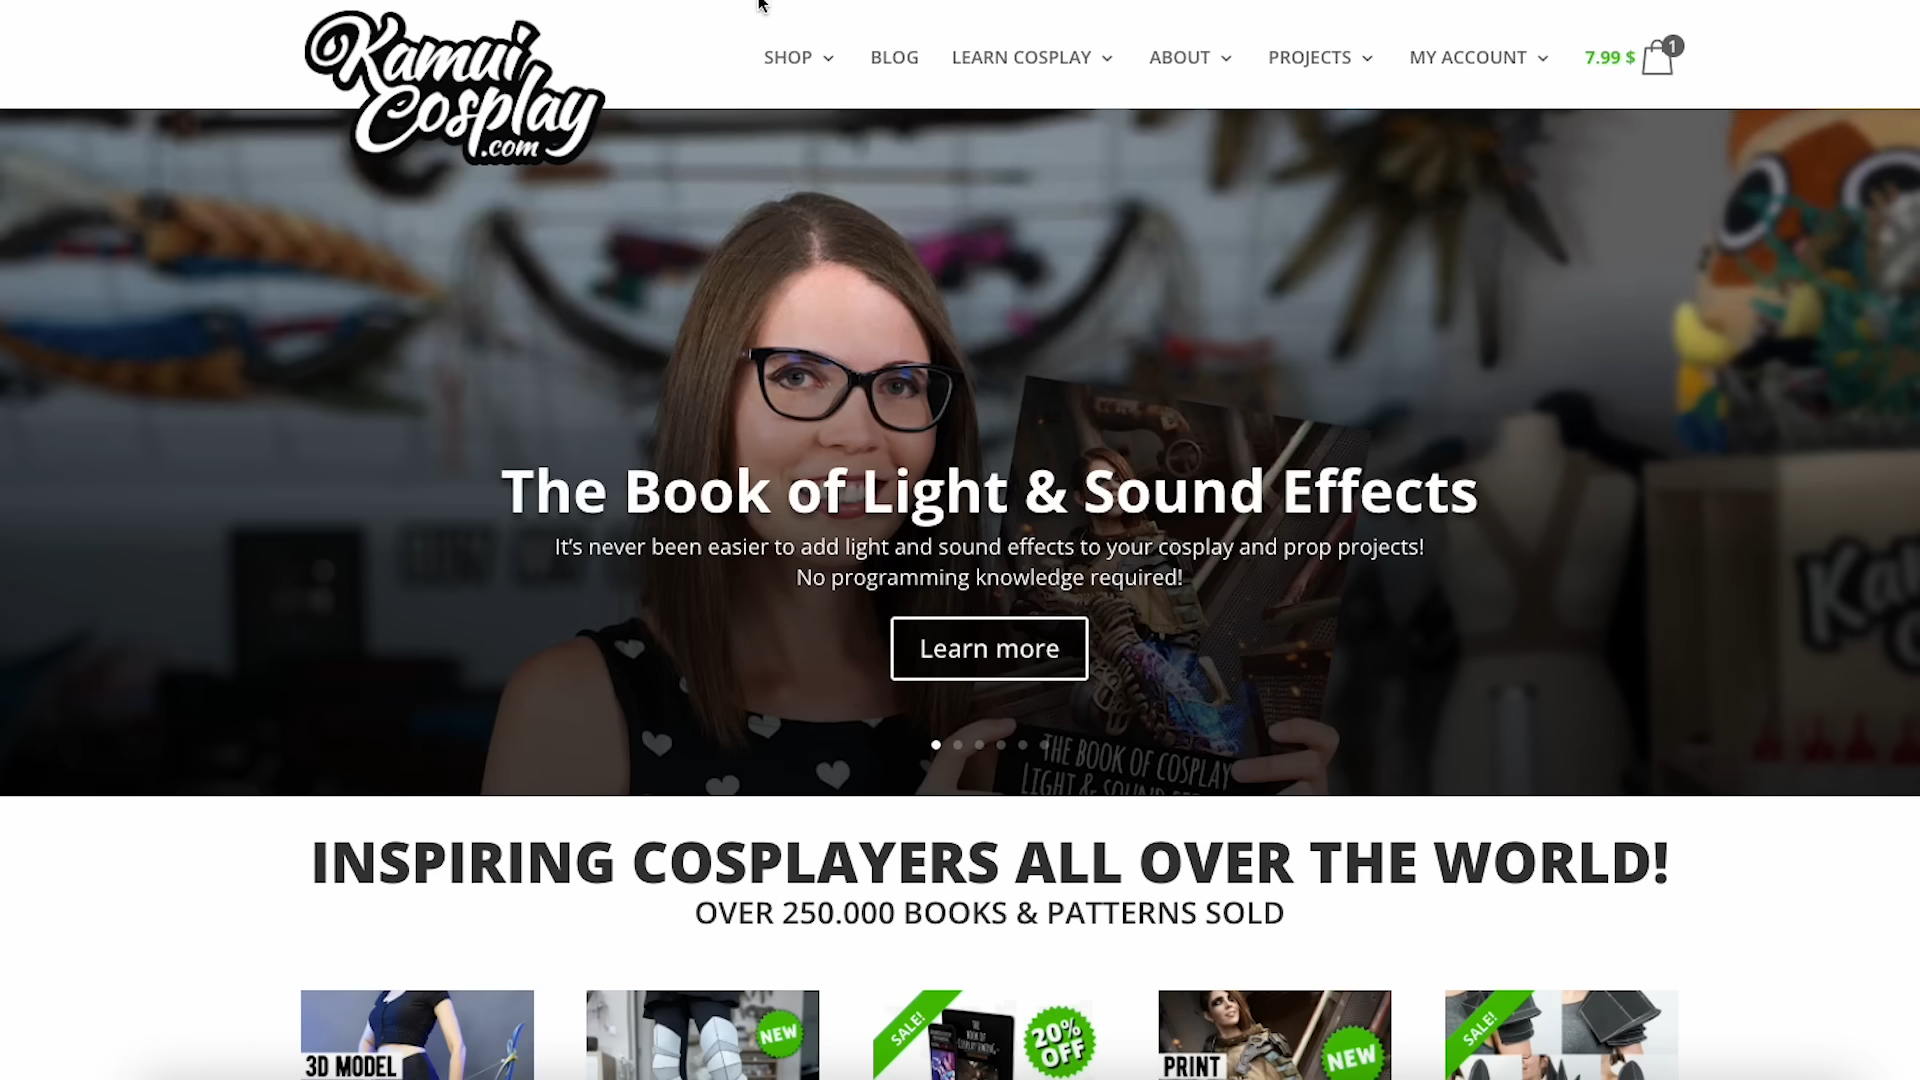 Kamui
Cosplay
.com
SHOP
BLOG
LEARN COSPLAY
ABOUT
PROJECTS
MY ACCOUNT
7.99 $
1
The Book of Light & Sound Effects
It's never been easier to add light and sound effects to your cosplay and prop projects!
No programming knowledge required!
Learn more
THE BOOK OF COSPLAY
LIGHT & SOUND
INSPIRING COSPLAYERS ALL OVER THE WORLD!
OVER 250.000 BOOKS & PATTERNS SOLD
3D MODEL
NEW
SALE!
20%
OFF
PRINT
NEW
SALE!